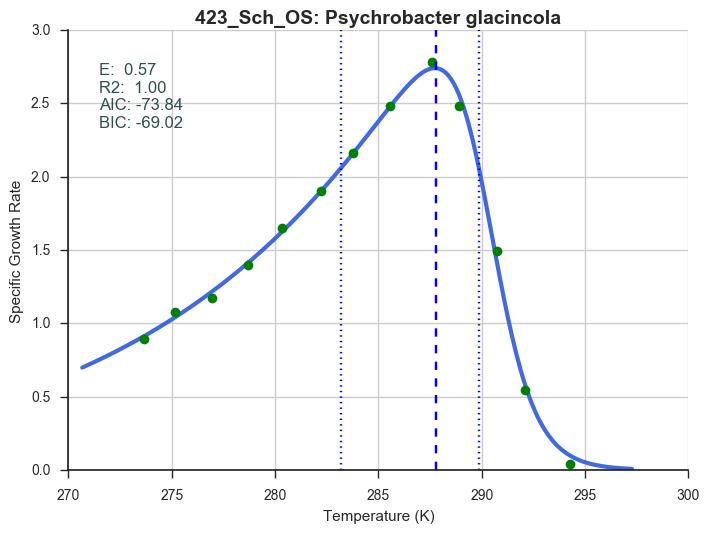 423_Sch_OS: Psychrobacter glacincola
E:  0.57
R2:  1.00
AIC: -73.84
BIC: -69.02
Specific Growth Rate
3.0
2.5
2.0
1.5
1.0
0.5
0.0
270 275 280 285 290 295 300
Temperature (K)